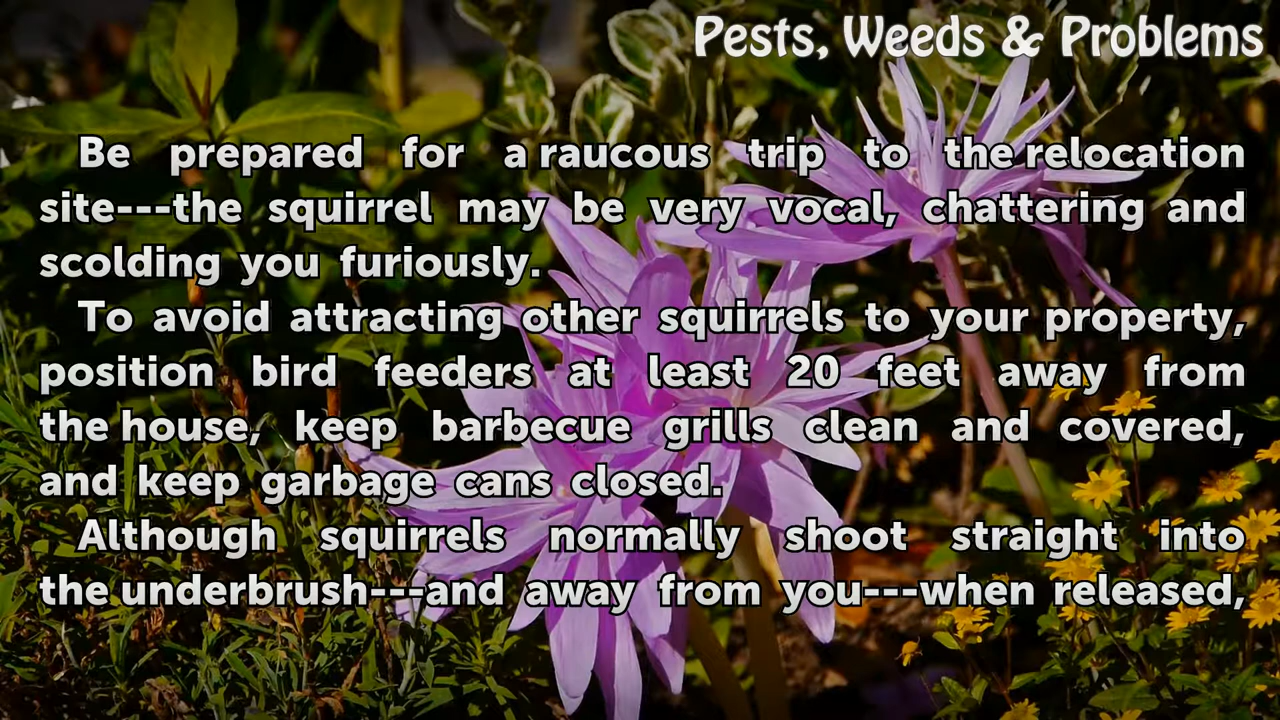 Pests, Weeds & Problems
Be prepared for a raucous trip to the relocation
site---the squirrel may be very vocal, chattering and
scolding you furiously.
To avoid attracting other squirrels to your property,
position bird feeders at least 20 feet away from
the house, keep barbecue grills clean and covered,
and keep garbage cans closed.
Although squirrels normally shoot straight into
the underbrush---and away from you---when released,